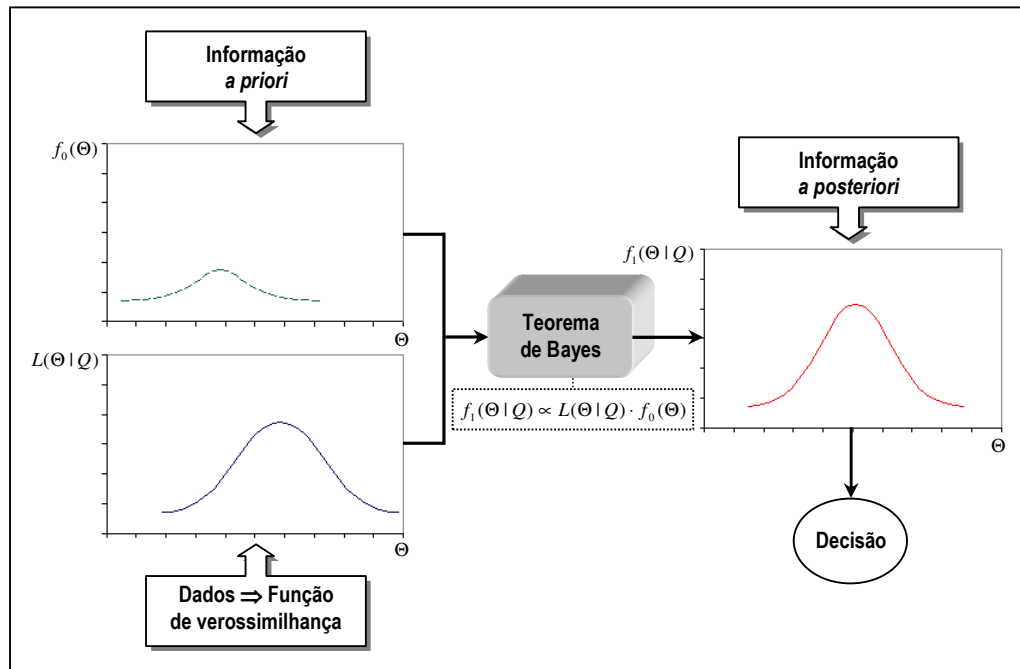 Informação
a priori
f₀(Θ)
Θ
L(Θ | Q)
Θ
Dados ⇒ Função
de verossimilhança
Teorema
de Bayes
f₁(Θ | Q) ∝ L(Θ | Q) · f₀(Θ)
Informação
a posteriori
f₁(Θ | Q)
Θ
Decisão